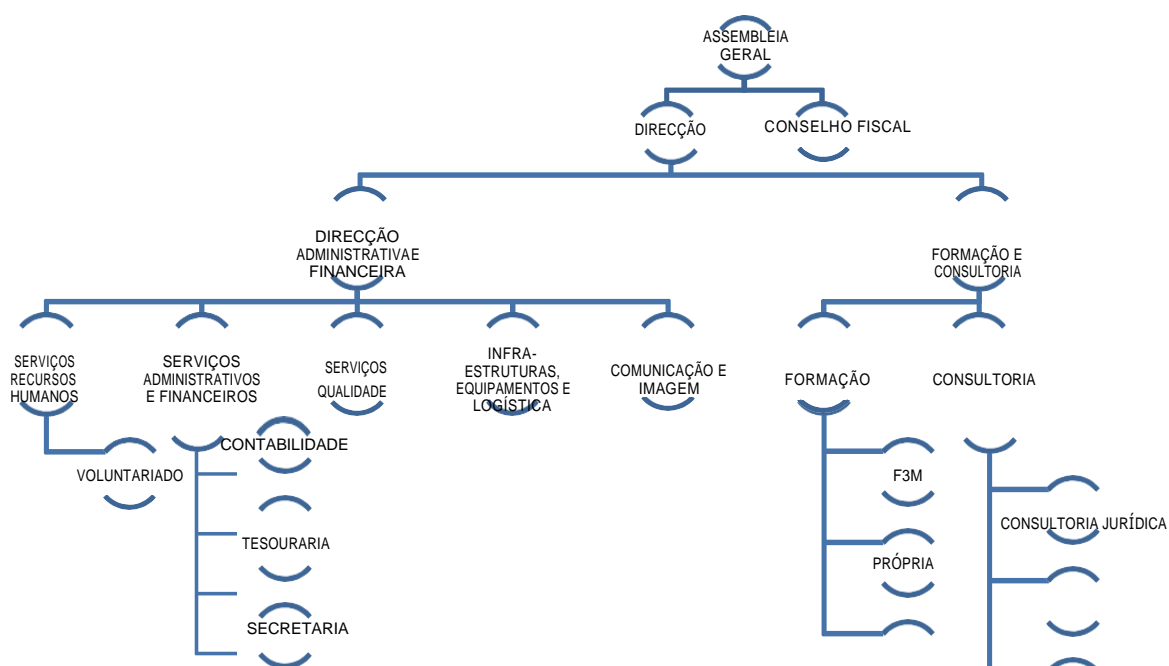 ASSEMBLEIA
GERAL
DIRECÇÃO
CONSELHO FISCAL
DIRECÇÃO
ADMINISTRATIVA E
FINANCEIRA
FORMAÇÃO E
CONSULTORIA
SERVIÇOS
RECURSOS
HUMANOS
SERVIÇOS
ADMINISTRATIVOS
E FINANCEIROS
SERVIÇOS
QUALIDADE
INFRA-
ESTRUTURAS,
EQUIPAMENTOS E
LOGÍSTICA
COMUNICAÇÃO E
IMAGEM
FORMAÇÃO
CONSULTORIA
VOLUNTARIADO
CONTABILIDADE
TESOURARIA
SECRETARIA
F3M
PRÓPRIA
CONSULTORIA JURÍDICA